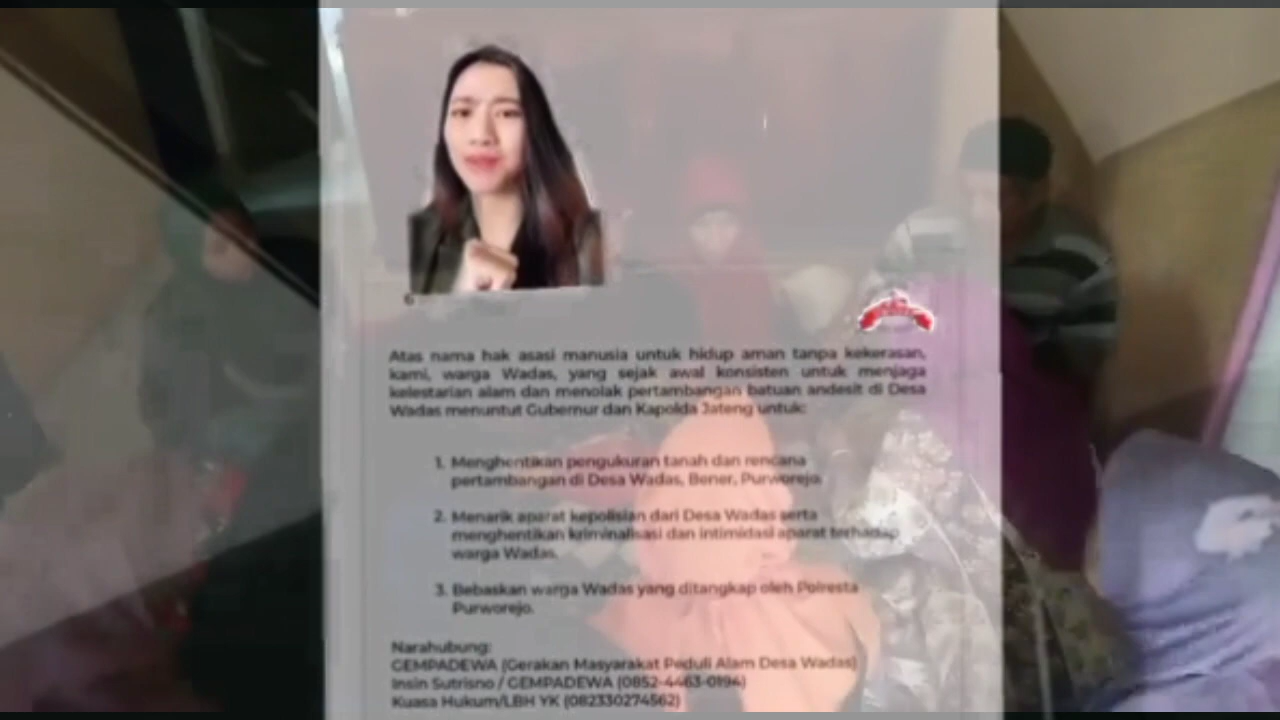 Atas nama hak asasi manusia untuk hidup aman tanpa kekerasan,
kami, warga Wadas, yang sejak awal konsisten untuk menjaga
kelestarian alam dan menolak pertambangan batuan andesit di Desa
Wadas menuntut Gubernur dan Kapolda Jateng untuk:
1. Menghentikan pengukuran tanah dan rencana
pertambangan di Desa Wadas, Bener, Purworejo.
2. Menarik aparat kepolisian dari Desa Wadas serta
menghentikan kriminalisasi dan intimidasi aparat terhadap
warga Wadas.
3. Bebaskan warga Wadas yang ditangkap oleh Polresta
Purworejo.
Narahubung:
GEMPADEWA (Gerakan Masyarakat Peduli Alam Desa Wadas)
Insin Sutrisno / GEMPADEWA (0852-4463-0194)
Kuasa Hukum/LBH YK (082330274562)